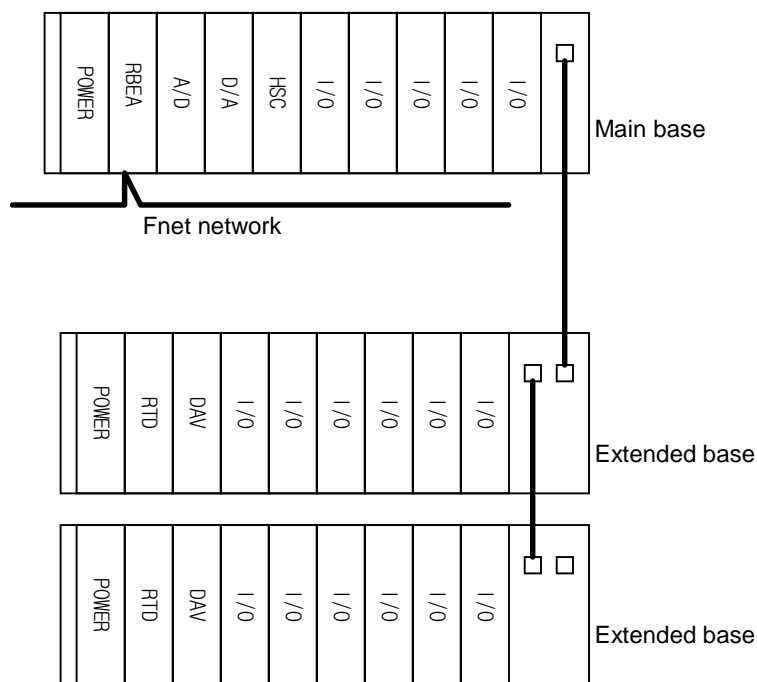 POWER
RBEA
A/D
D/A
HSC
I/O
I/O
I/O
I/O
I/O
Main base
Fnet network
POWER
RTD
DAV
I/O
I/O
I/O
I/O
I/O
I/O
Extended base
POWER
RTD
DAV
I/O
I/O
I/O
I/O
I/O
I/O
Extended base